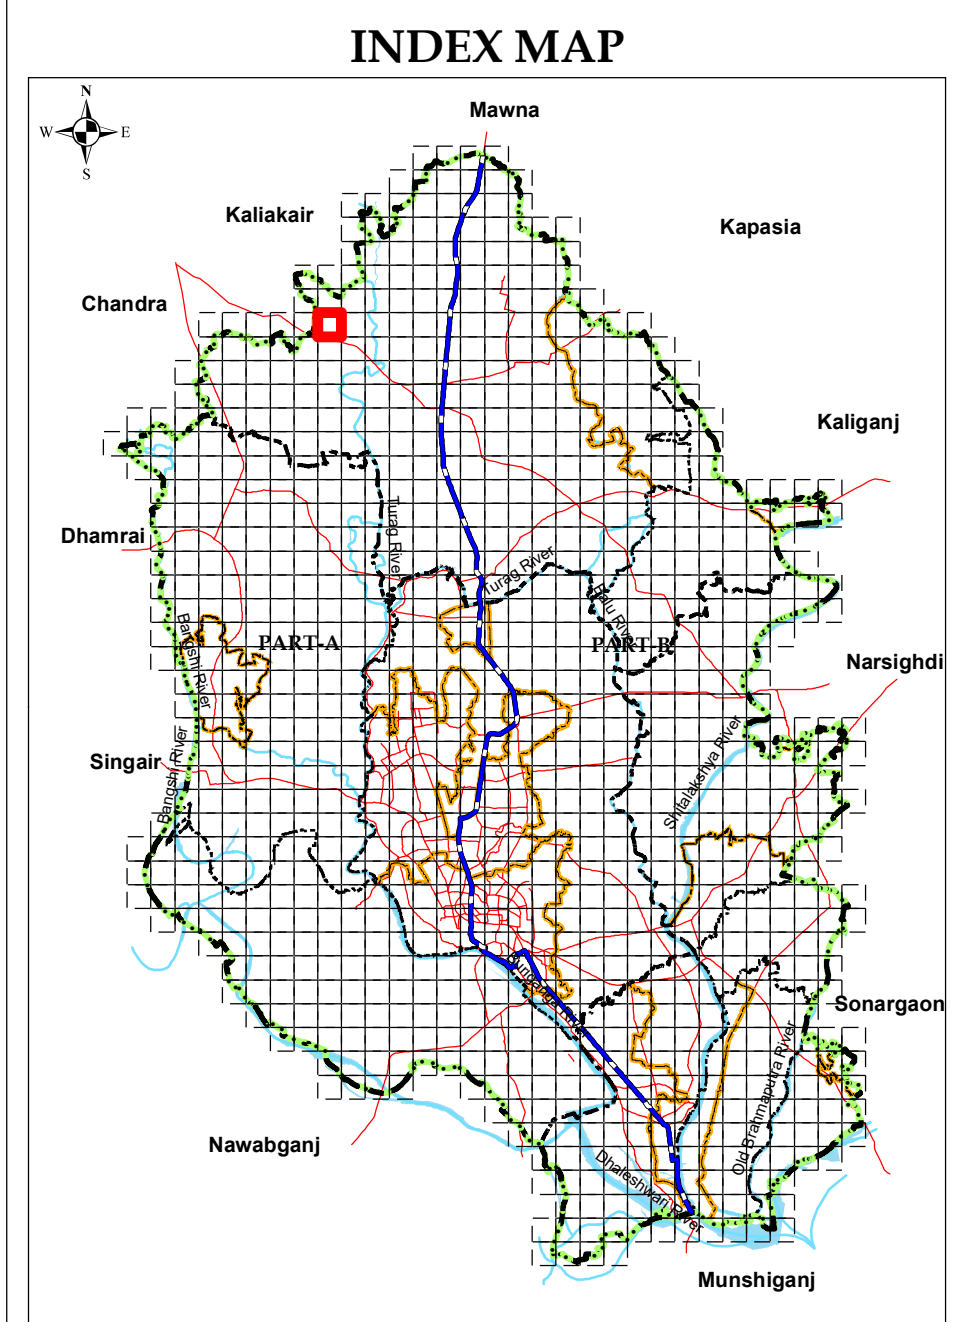 INDEX MAP
N
W E
S
Mawna
Kaliakair
Kapasia
Chandra
Kaliganj
Dhamrai
Turag River
Turag River
Balu River
Bangshi River
PART-A
PART-B
Narsighdi
Singair
Bangshi River
Shitalakshya River
Buriganga River
Sonargaon
Old Brahmaputra River
Nawabganj
Dhaleshwari River
Munshiganj